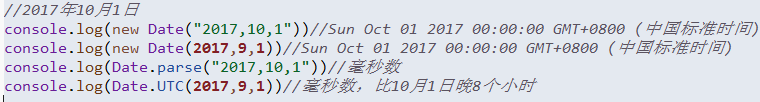 //2017年10月1日
console.log(new Date("2017,10,1"))//Sun Oct 01 2017 00:00:00 GMT+0800 (中国标准时间)
console.log(new Date(2017,9,1))//Sun Oct 01 2017 00:00:00 GMT+0800 (中国标准时间)
console.log(Date.parse("2017,10,1"))//毫秒数
console.log(Date.UTC(2017,9,1))//毫秒数，比10月1日晚8个小时